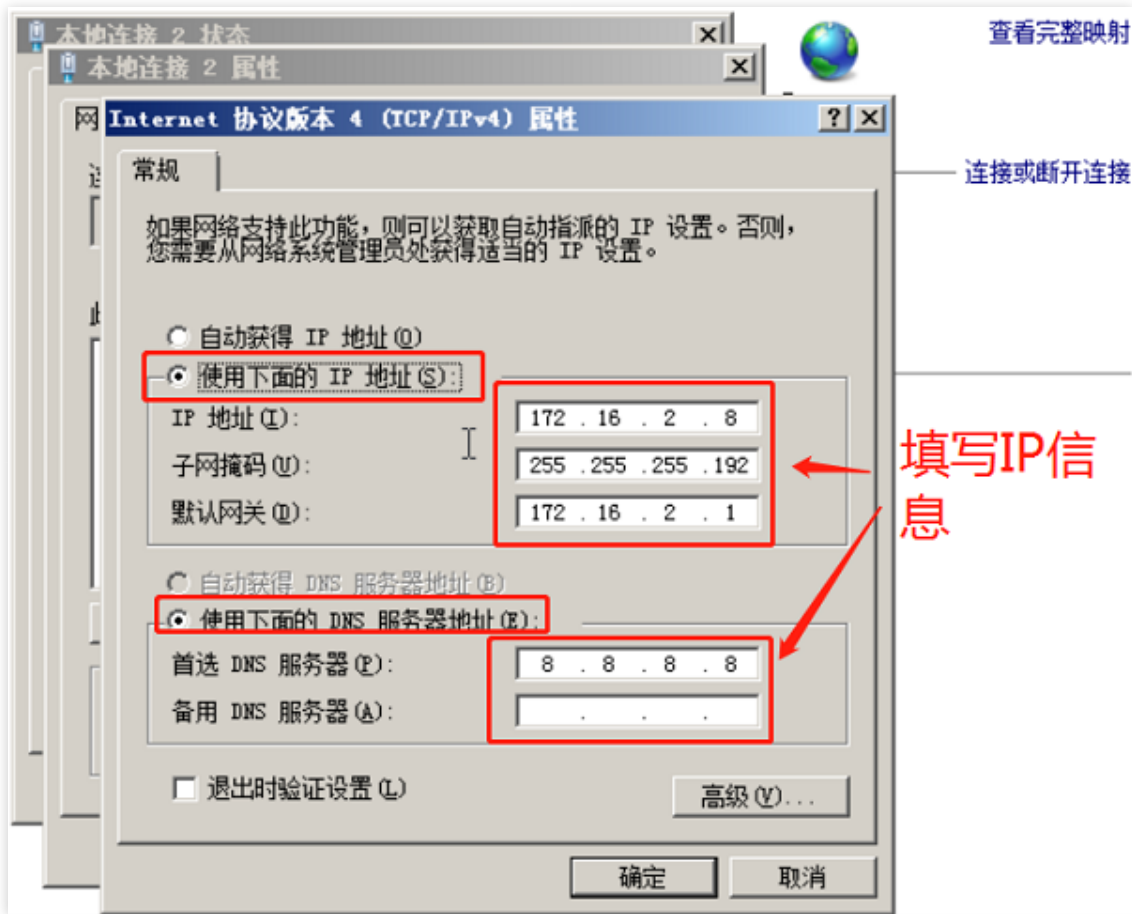 本地连接 2 状态
查看完整映射
本地连接 2 属性
网
Internet 协议版本 4 (TCP/IPv4) 属性
常规
连接或断开连接
如果网络支持此功能，则可以获取自动指派的 IP 设置。否则，
您需要从网络系统管理员处获得适当的 IP 设置。
自动获得 IP 地址(O)
使用下面的 IP 地址(S):
IP 地址(I): 172 . 16 . 2 . 8
子网掩码(U): 255 .255 .255 .192
默认网关(D): 172 . 16 . 2 . 1
填写IP信
息
自动获得 DNS 服务器地址(B)
使用下面的 DNS 服务器地址(E):
首选 DNS 服务器(P): 8 . 8 . 8 . 8
备用 DNS 服务器(A): . . .
退出时验证设置(L)
高级(V)...
确定
取消